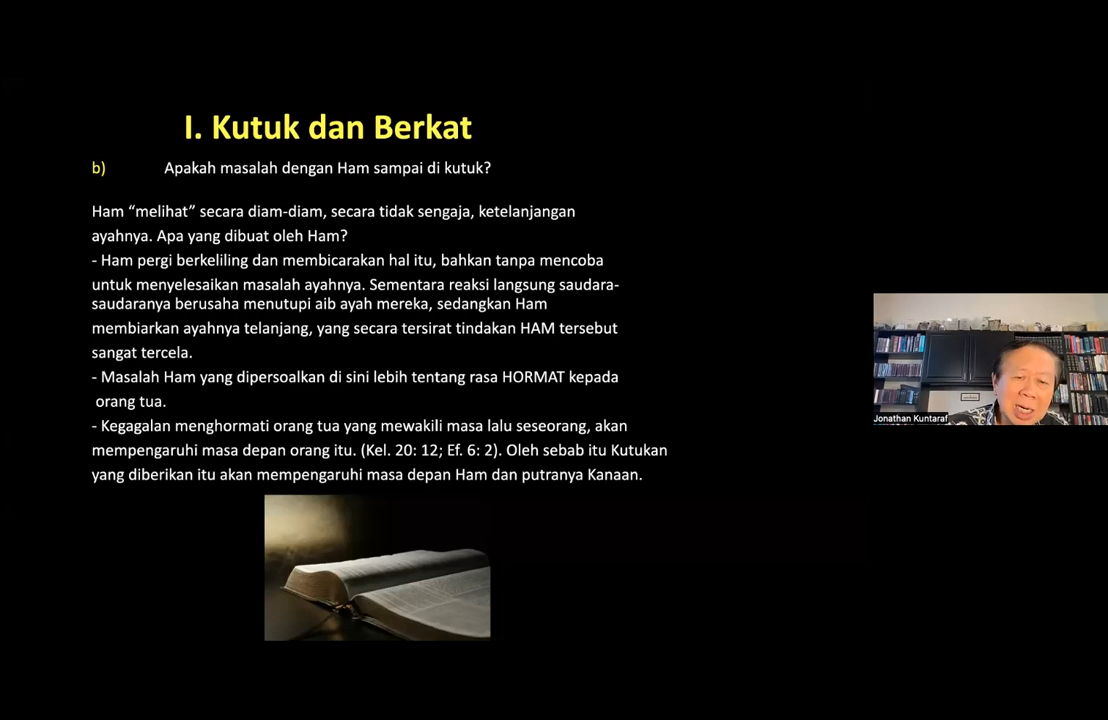 I. Kutuk dan Berkat
b) Apakah masalah dengan Ham sampai di kutuk?
Ham “melihat” secara diam-diam, secara tidak sengaja, ketelanjangan
ayahnya. Apa yang dibuat oleh Ham?
- Ham pergi berkeliling dan membicarakan hal itu, bahkan tanpa mencoba
untuk menyelesaikan masalah ayahnya. Sementara reaksi langsung saudara-
saudaranya berusaha menutupi aib ayah mereka, sedangkan Ham
membiarkan ayahnya telanjang, yang secara tersirat tindakan HAM tersebut
sangat tercela.
- Masalah Ham yang dipersoalkan di sini lebih tentang rasa HORMAT kepada
orang tua.
- Kegagalan menghormati orang tua yang mewakili masa lalu seseorang, akan
mempengaruhi masa depan orang itu. (Kel. 20: 12; Ef. 6: 2). Oleh sebab itu Kutukan
yang diberikan itu akan mempengaruhi masa depan Ham dan putranya Kanaan.
Jonathan Kuntaraf